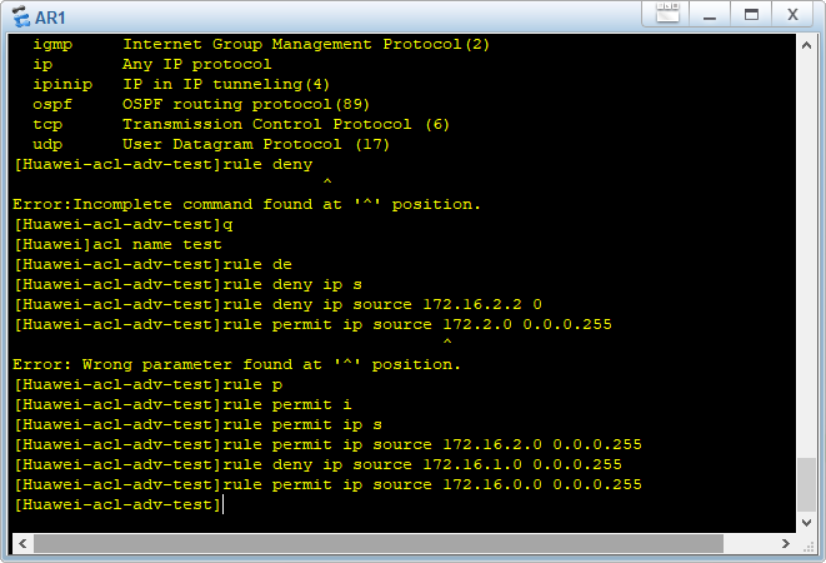 AR1
igmp Internet Group Management Protocol(2)
ip Any IP protocol
ipinip IP in IP tunneling(4)
ospf OSPF routing protocol(89)
tcp Transmission Control Protocol (6)
udp User Datagram Protocol (17)
[Huawei-acl-adv-test]rule deny
^
Error:Incomplete command found at '^' position.
[Huawei-acl-adv-test]q
[Huawei]acl name test
[Huawei-acl-adv-test]rule de
[Huawei-acl-adv-test]rule deny ip s
[Huawei-acl-adv-test]rule deny ip source 172.16.2.2 0
[Huawei-acl-adv-test]rule permit ip source 172.2.0 0.0.0.255
^
Error: Wrong parameter found at '^' position.
[Huawei-acl-adv-test]rule p
[Huawei-acl-adv-test]rule permit i
[Huawei-acl-adv-test]rule permit ip s
[Huawei-acl-adv-test]rule permit ip source 172.16.2.0 0.0.0.255
[Huawei-acl-adv-test]rule deny ip source 172.16.1.0 0.0.0.255
[Huawei-acl-adv-test]rule permit ip source 172.16.0.0 0.0.0.255
[Huawei-acl-adv-test]